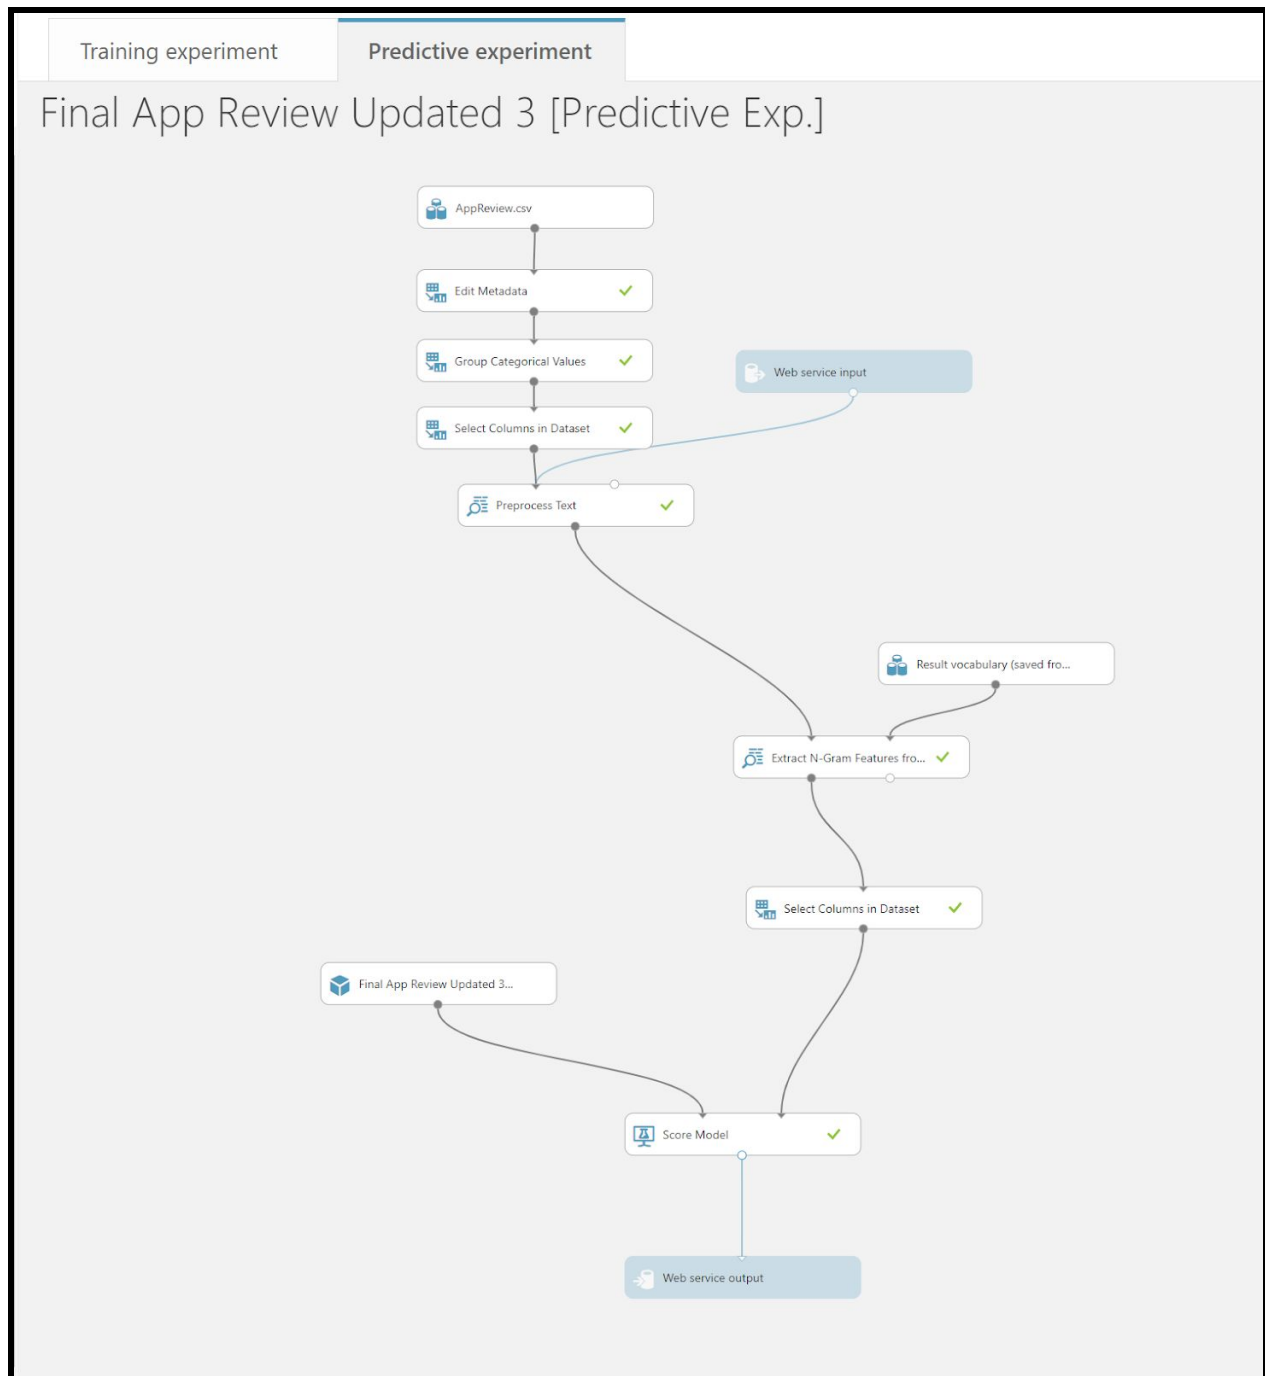 Training experiment
Predictive experiment
Final App Review Updated 3 [Predictive Exp.]
AppReview.csv
Edit Metadata
Group Categorical Values
Web service input
Select Columns in Dataset
Preprocess Text
Result vocabulary (saved fro...
Extract N-Gram Features fro...
Select Columns in Dataset
Final App Review Updated 3...
Score Model
Web service output